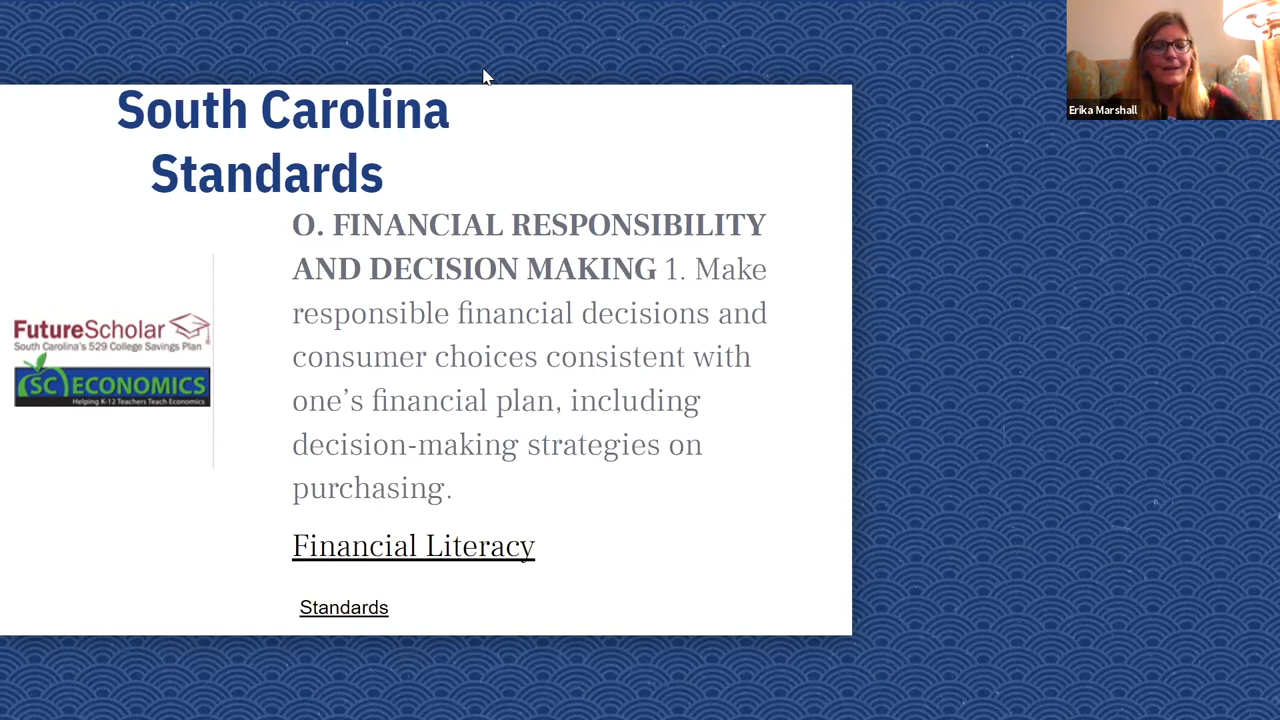 South Carolina
Standards
O. FINANCIAL RESPONSIBILITY
AND DECISION MAKING 1. Make
responsible financial decisions and
consumer choices consistent with
one’s financial plan, including
decision-making strategies on
purchasing.
Financial Literacy
Standards
FutureScholar
South Carolina's 529 College Savings Plan
SC ECONOMICS
Helping K-12 Teachers Teach Economics
Erika Marshall